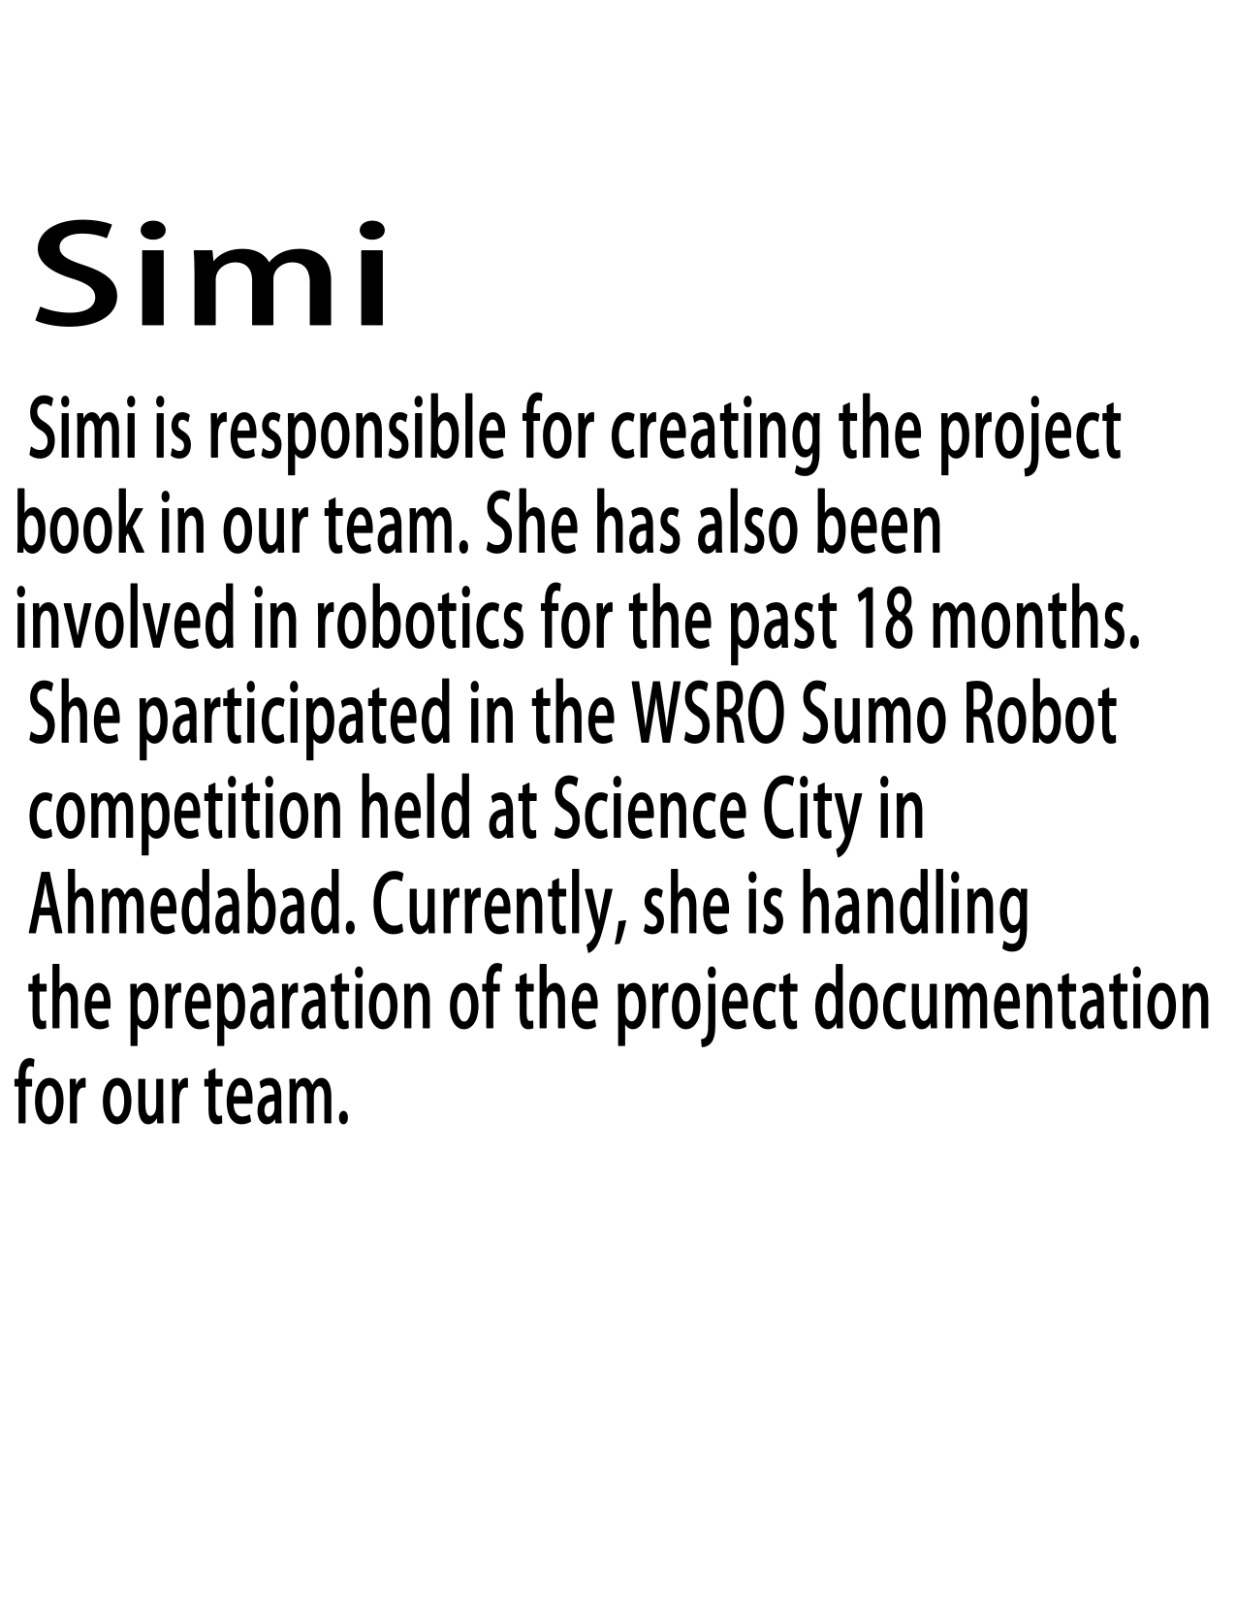 Simi
Simi is responsible for creating the project
book in our team. She has also been
involved in robotics for the past 18 months.
She participated in the WSRO Sumo Robot
competition held at Science City in
Ahmedabad. Currently, she is handling
the preparation of the project documentation
for our team.